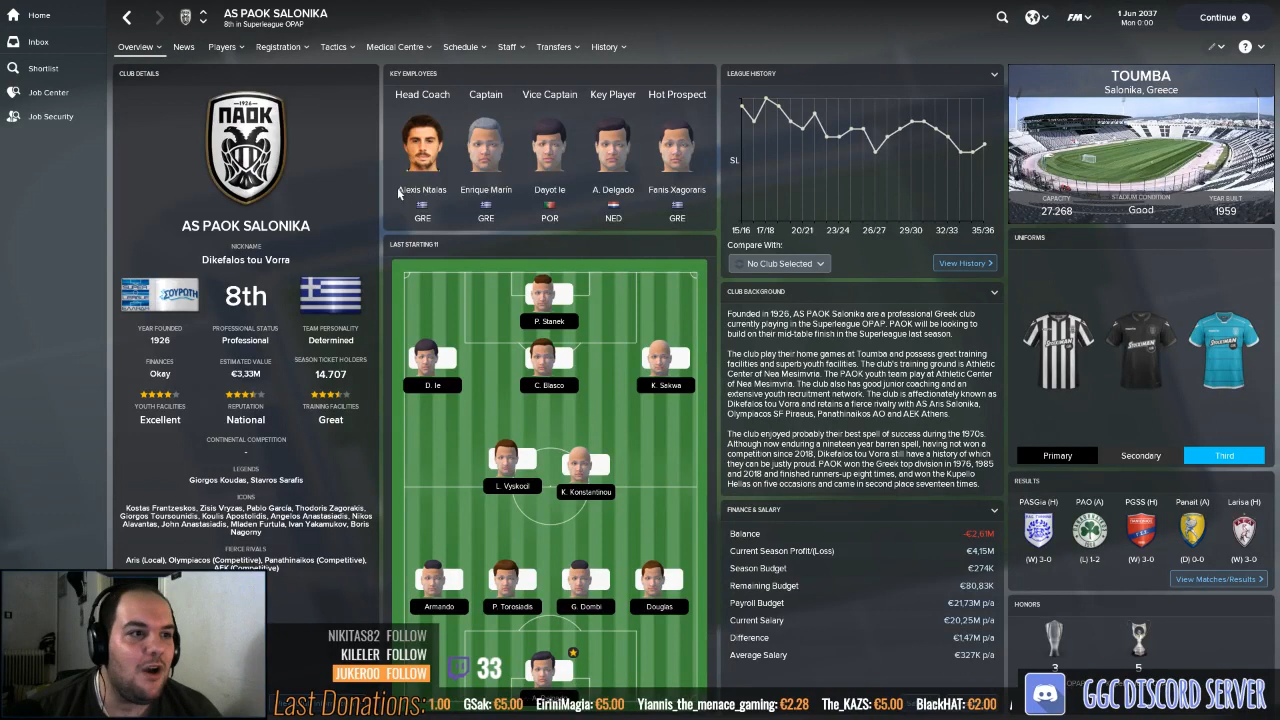 Home
Inbox
Shortlist
Job Center
Job Security
AS PAOK SALONIKA
8th in Superleague OPAP
FM
1 Jun 2037
Mon 0:00
Continue
Overview
News
Players
Registration
Tactics
Medical Centre
Schedule
Staff
Transfers
History
CLUB DETAILS
1926
ΠΑΟΚ
AS PAOK SALONIKA
NICKNAME
Dikefalos tou Vorra
ΣΟΥΡΩΤΗ
8th
YEAR FOUNDED
1926
PROFESSIONAL STATUS
Professional
TEAM PERSONALITY
Determined
FINANCES
Okay
ESTIMATED VALUE
€3,33M
SEASON TICKET HOLDERS
14.707
YOUTH FACILITIES
Excellent
REPUTATION
National
TRAINING FACILITIES
Great
CONTINENTAL COMPETITION
-
LEGENDS
Giorgos Koudas, Stavros Sarafis
ICONS
Kostas Frantzeskos, Zisis Vryzas, Pablo García, Thodoris Zagorakis,
Giorgos Toursounidis, Koulis Apostolidis, Angelos Anastasiadis, Nikos
Alavantas, John Anastasiadis, Mladen Furtula, Ivan Yakumukov, Boris
Nagorny
FIERCE RIVALS
Aris (Local), Olympiacos (Competitive), Panathinaikos (Competitive),
AEK (Competitive)
KEY EMPLOYEES
Head Coach
Captain
Vice Captain
Key Player
Hot Prospect
Alexis Ntalas
Enrique Marín
Dayot Ie
A. Delgado
Fanis Xagoraris
GRE
GRE
POR
NED
GRE
LAST STARTING 11
P. Stanek
D. Ie
C. Blasco
K. Sakwa
L. Vyskocil
K. Konstantinou
Armando
P. Torosiadis
G. Dombi
Douglas
LEAGUE HISTORY
SL
15/16
17/18
20/21
23/24
26/27
29/30
32/33
35/36
Compare With:
No Club Selected
View History
CLUB BACKGROUND
Founded in 1926, AS PAOK Salonika are a professional Greek club
currently playing in the Superleague OPAP. PAOK will be looking to
build on their mid-table finish in the Superleague last season.
The club play their home games at Toumba and possess great training
facilities and superb youth facilities. The club's training ground is Athletic
Center of Nea Mesimvria. The PAOK youth team play at Athletic Center
of Nea Mesimvria. The club also has good junior coaching and an
extensive youth recruitment network. The club is affectionately known as
Dikefalos tou Vorra and retains a fierce rivalry with AS Aris Salonika,
Olympiacos SF Piraeus, Panathinaikos AO and AEK Athens.
The club enjoyed probably their best spell of success during the 1970s.
Although now enduring a nineteen year barren spell, having not won a
competition since 2018, Dikefalos tou Vorra still have a history of which
they can be justly proud. PAOK won the Greek top division in 1976, 1985
and 2018 and finished runners-up eight times, and won the Kupello
Hellas on five occasions and came in second place seventeen times.
FINANCE & SALARY
Balance -€2,61M
Current Season Profit/(Loss) €4,15M
Season Budget €274K
Remaining Budget €80,83K
Payroll Budget €21,73M p/a
Current Salary €20,25M p/a
Difference €1,47M p/a
Average Salary €327K p/a
TOUMBA
Salonika, Greece
CAPACITY
27.268
STADIUM CONDITION
Good
YEAR BUILT
1959
UNIFORMS
Primary
Secondary
Third
RESULTS
PASGia (H)
PAO (A)
PGSS (H)
Panait (A)
Larisa (H)
(W) 3-0
(L) 1-2
(W) 3-0
(D) 0-0
(W) 3-0
View Matches/Results
HONORS
3
5
NIKITAS82 FOLLOW
KILELER FOLLOW
JUKEROO FOLLOW
33
Last Donations:
1.00 GSak: €5.00 EiriniMagia: €5.00 Yiannis_the_menace_gaming: €2.28 The_KAZS: €5.00 BlackHAT: €2.00
GGC DISCORD SERVER